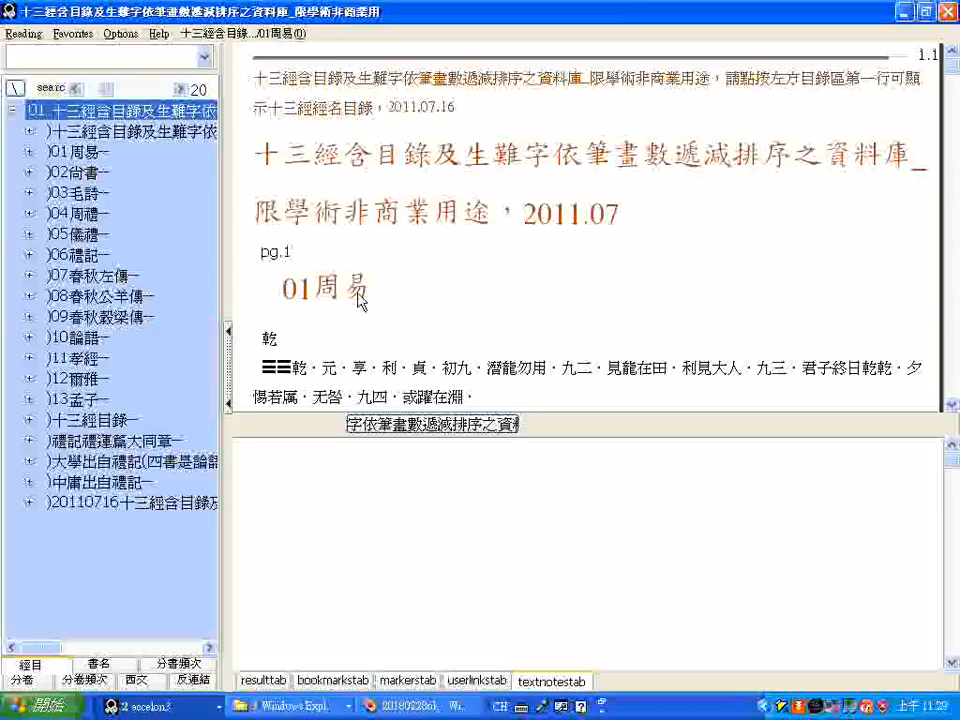 十三經含目錄及生難字依筆畫數遞減排序之資料庫_限學術非商業用
Reading Favorites Options Help 十三經含目錄.../01周易(0)
\ searc 20
01 十三經含目錄及生難字依
)十三經含目錄及生難字依
)01周易─
)02尚書─
)03毛詩─
)04周禮─
)05儀禮─
)06禮記─
)07春秋左傳─
)08春秋公羊傳─
)09春秋穀梁傳─
)10論語─
)11孝經─
)12爾雅─
)13孟子─
)十三經目錄─
)禮記禮運篇大同章─
)大學出自禮記(四書是論語
)中庸出自禮記─
)20110716十三經含目錄及
經目 書名 分書頻次
分卷 分卷頻次 西文 反連結
1.1
十三經含目錄及生難字依筆畫數遞減排序之資料庫_限學術非商業用途，請點按左方目錄區第一行可顯
示十三經經名目錄，2011.07.16
十三經含目錄及生難字依筆畫數遞減排序之資料庫_
限學術非商業用途，2011.07
pg.1
01周易
乾
☰☰乾．元．享．利．貞．初九．潛龍勿用．九二．見龍在田．利見大人．九三．君子終日乾乾．夕
惕若厲．无咎．九四．或躍在淵．
字依筆畫數遞減排序之資料
resulttab bookmarkstab markerstab userlinkstab textnotestab
開始 2 accelon3 3 Windows Expl. CH 上午 11:29